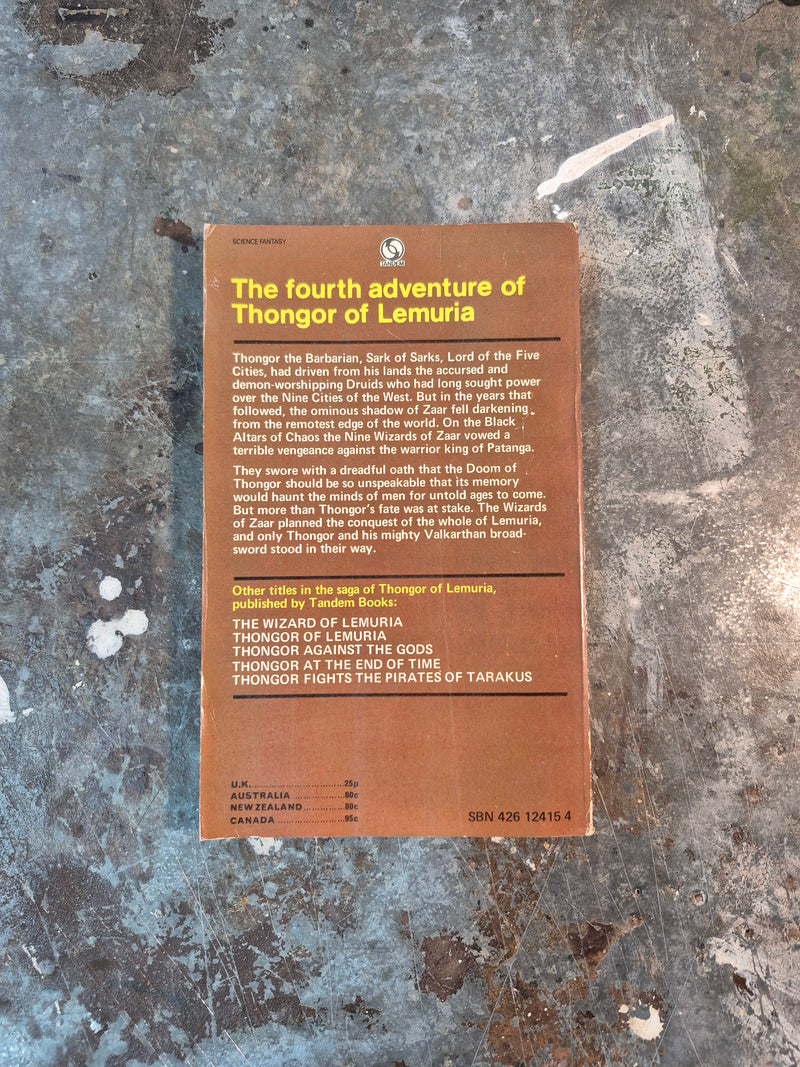 SCIENCE FANTASY
TANDEM
The fourth adventure of
Thongor of Lemuria
Thongor the Barbarian, Sark of Sarks, Lord of the Five
Cities, had driven from his lands the accursed and
demon-worshipping Druids who had long sought power
over the Nine Cities of the West. But in the years that
followed, the ominous shadow of Zaar fell darkening
from the remotest edge of the world. On the Black
Altars of Chaos the Nine Wizards of Zaar vowed a
terrible vengeance against the warrior king of Patanga.
They swore with a dreadful oath that the Doom of
Thongor should be so unspeakable that its memory
would haunt the minds of men for untold ages to come.
But more than Thongor's fate was at stake. The Wizards
of Zaar planned the conquest of the whole of Lemuria,
and only Thongor and his mighty Valkarthan broad-
sword stood in their way.
Other titles in the saga of Thongor of Lemuria,
published by Tandem Books:
THE WIZARD OF LEMURIA
THONGOR OF LEMURIA
THONGOR AGAINST THE GODS
THONGOR AT THE END OF TIME
THONGOR FIGHTS THE PIRATES OF TARAKUS
U.K. ............................25p
AUSTRALIA ................80c
NEW ZEALAND.............80c
CANADA .....................95c
SBN 426 12415 4